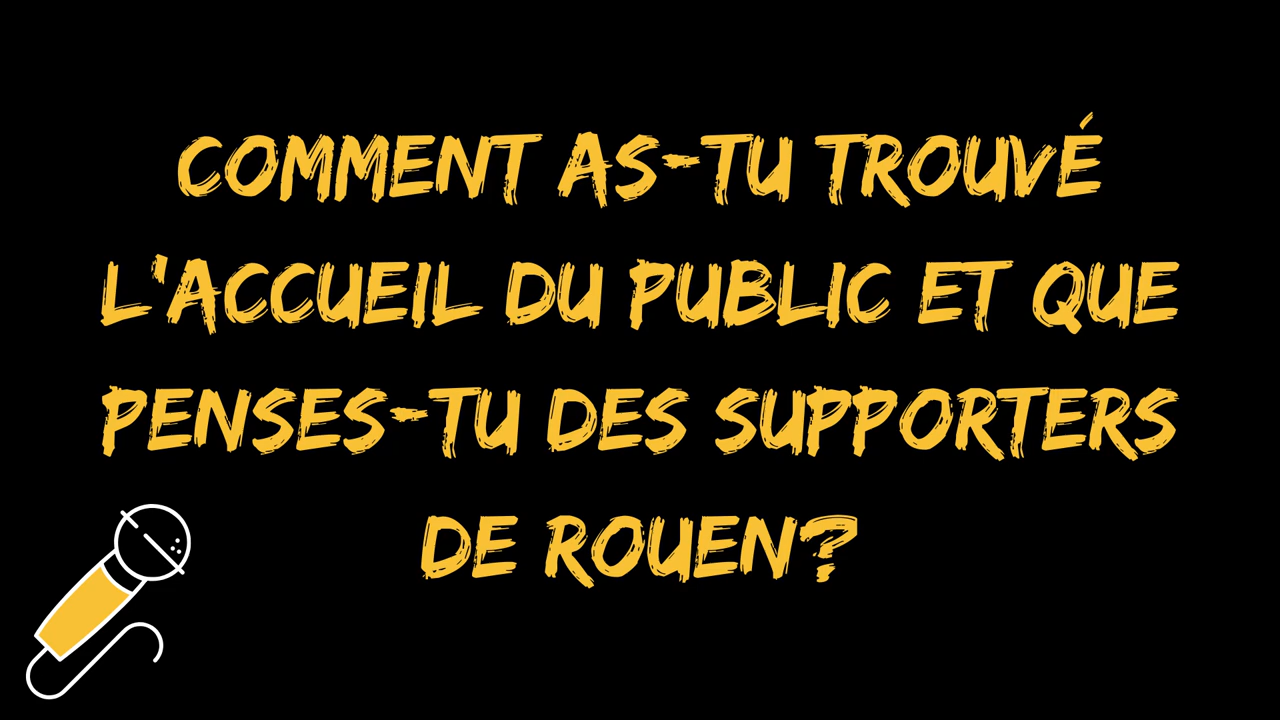 COMMENT AS-TU TROUVÉ
L'ACCUEIL DU PUBLIC ET QUE
PENSES-TU DES SUPPORTERS
DE ROUEN?